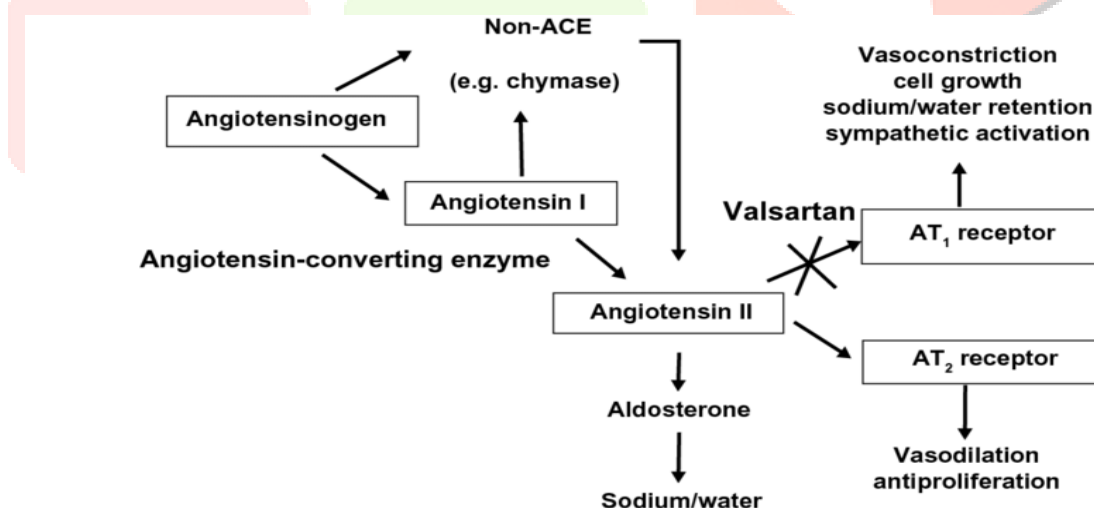 Non-ACE
(e.g. chymase)
Vasoconstriction
cell growth
sodium/water retention
sympathetic activation
Angiotensinogen
Angiotensin I
Valsartan
AT₁ receptor
Angiotensin-converting enzyme
Angiotensin II
AT₂ receptor
Aldosterone
Vasodilation
antiproliferation
Sodium/water